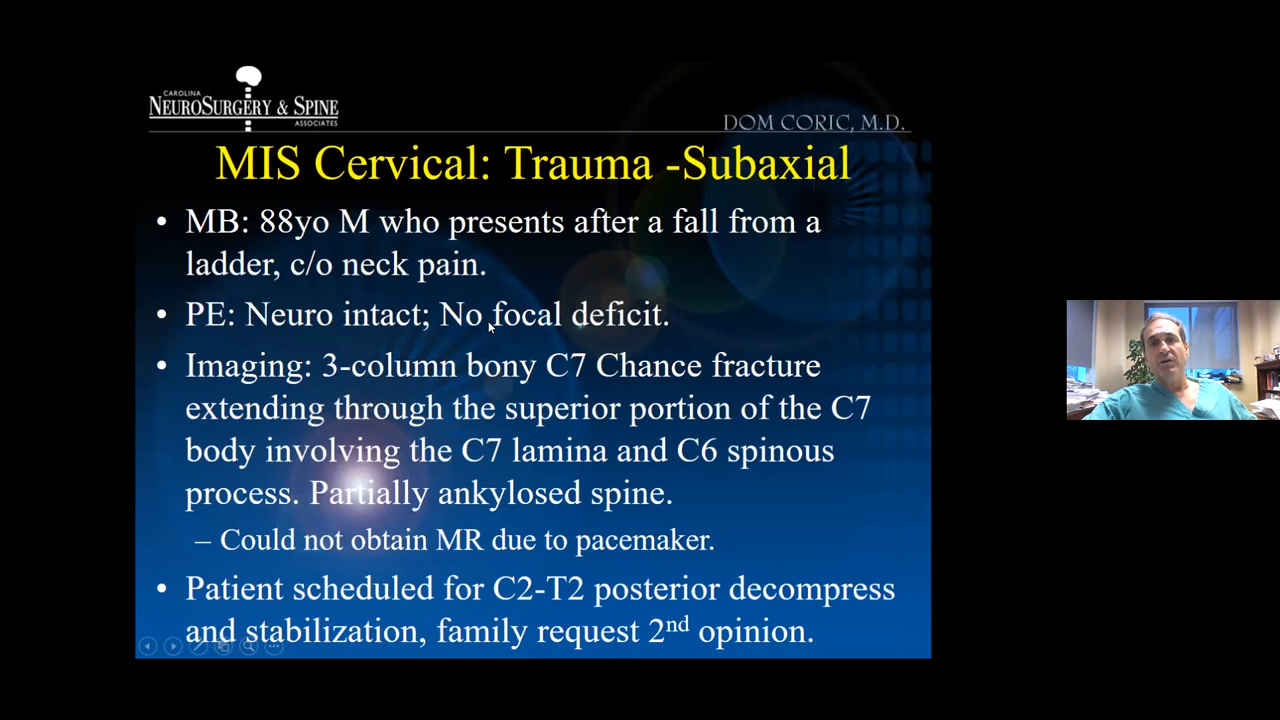 CAROLINA
NEUROSURGERY & SPINE
ASSOCIATES
DOM CORIC, M.D.
MIS Cervical: Trauma -Subaxial
• MB: 88yo M who presents after a fall from a
ladder, c/o neck pain.
• PE: Neuro intact; No focal deficit.
• Imaging: 3-column bony C7 Chance fracture
extending through the superior portion of the C7
body involving the C7 lamina and C6 spinous
process. Partially ankylosed spine.
– Could not obtain MR due to pacemaker.
• Patient scheduled for C2-T2 posterior decompress
and stabilization, family request 2nd opinion.